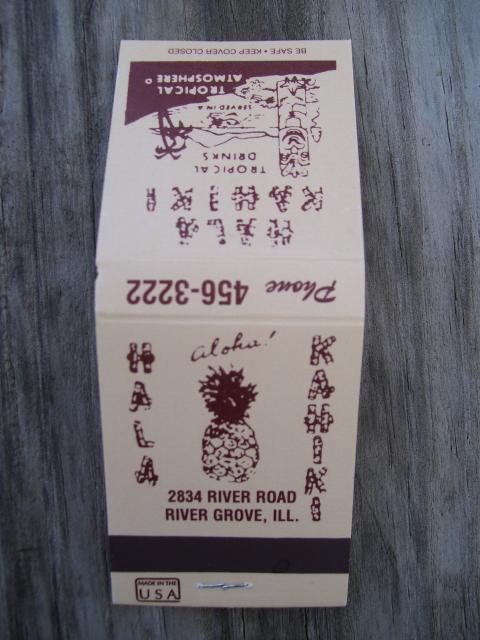 BE SAFE • KEEP COVER CLOSED
HALA
KAHIKI
TROPICAL
DRINKS
SERVED IN A
TROPICAL
ATMOSPHERE
Phone 456-3222
Aloha!
HALA
KAHIKI
2834 RIVER ROAD
RIVER GROVE, ILL.
MADE IN THE
USA